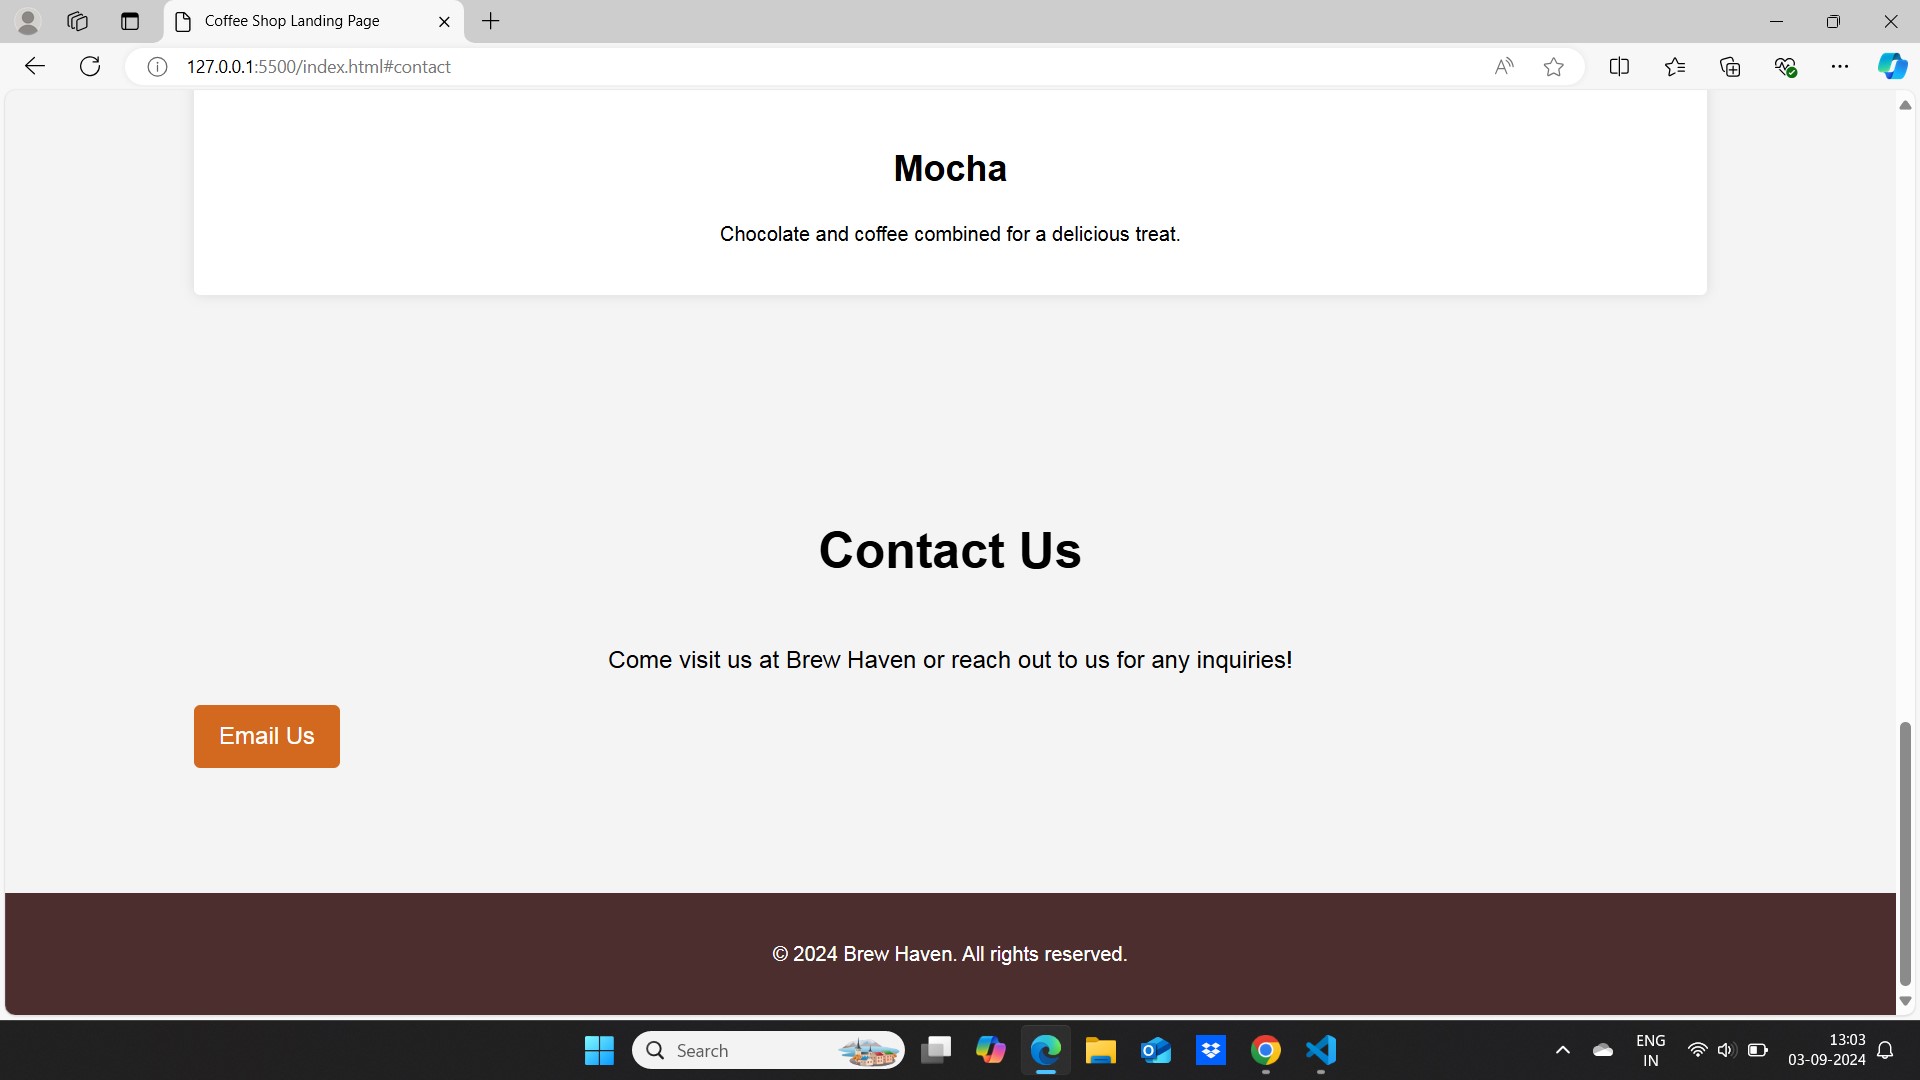 Coffee Shop Landing Page
127.0.0.1:5500/index.html#contact
Mocha
Chocolate and coffee combined for a delicious treat.
Contact Us
Come visit us at Brew Haven or reach out to us for any inquiries!
Email Us
© 2024 Brew Haven. All rights reserved.
Search
ENG
IN
13:03
03-09-2024